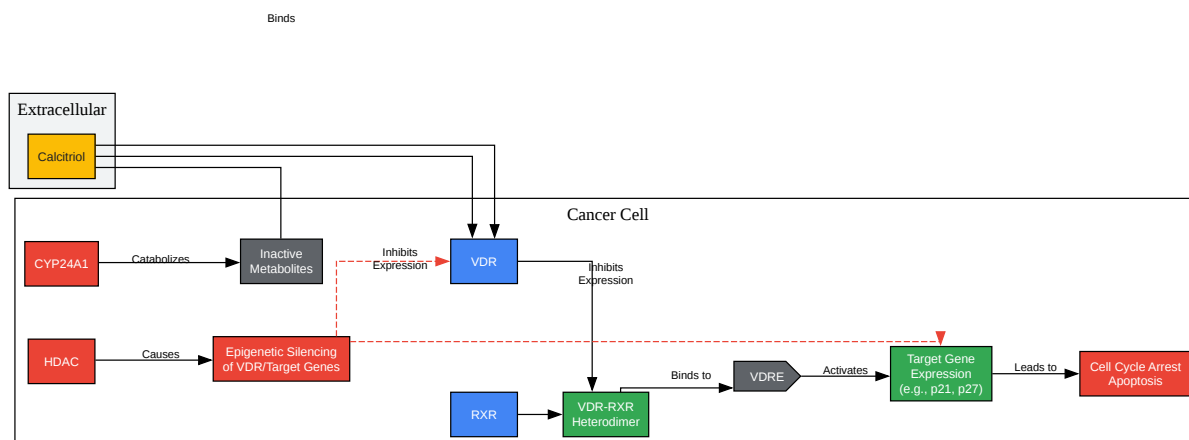 Binds
Extracellular
Calcitriol
Cancer Cell
CYP24A1
Catabolizes
Inactive
Metabolites
Inhibits
Expression
VDR
Inhibits
Expression
HDAC
Causes
Epigenetic Silencing
of VDR/Target Genes
RXR
VDR-RXR
Heterodimer
Binds to
VDRE
Activates
Target Gene
Expression
(e.g., p21, p27)
Leads to
Cell Cycle Arrest
Apoptosis